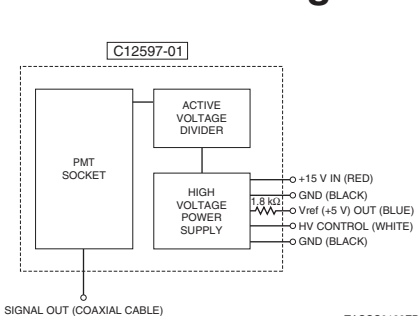 C12597-01
PMT
SOCKET
ACTIVE
VOLTAGE
DIVIDER
HIGH
VOLTAGE
POWER
SUPPLY
1.8 kΩ
+15 V IN (RED)
GND (BLACK)
Vref (+5 V) OUT (BLUE)
HV CONTROL (WHITE)
GND (BLACK)
SIGNAL OUT (COAXIAL CABLE)